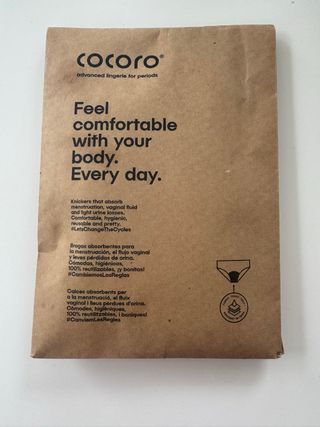 cocoro®
advanced lingerie for periods
Feel
comfortable
with your
body.
Every day.
Knickers that absorb
menstruation, vaginal fluid
and light urine losses.
Comfortable, hygienic,
reusable and pretty.
#LetsChangeTheCycles
Bragas absorbentes para
la menstruación, el flujo vaginal
y leves pérdidas de orina.
Cómodas, higiénicas,
100% reutilizables, ¡y bonitas!
#CambiemosLasReglas
Calces absorbents per
a la menstruació, el fluix
vaginal i lleus pèrdues d'orina.
Còmodes, higièniques,
100% reutilitzables, i boniques!
#CanviemLesRegles